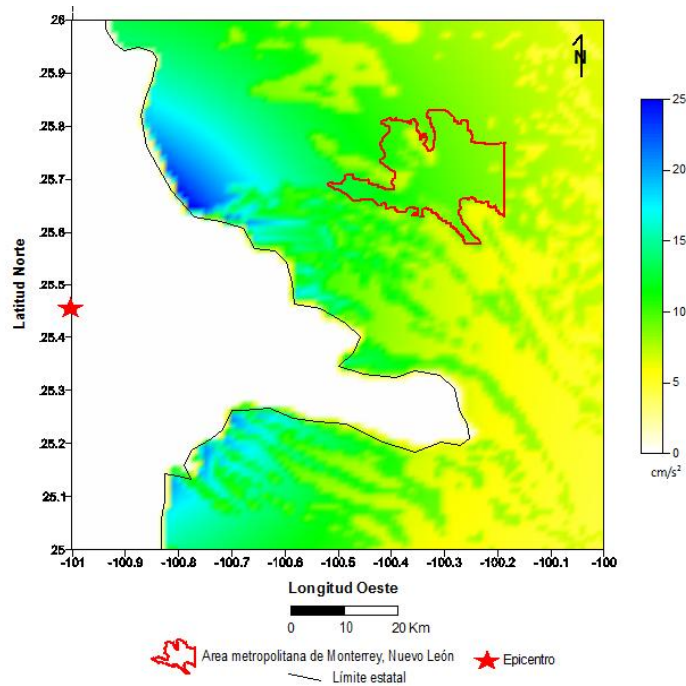 26
25.9
25.8
25.7
25.6
25.5
25.4
25.3
25.2
25.1
25
Latitud Norte
N
25
20
15
10
5
0
cm/s²
-101 -100.9 -100.8 -100.7 -100.6 -100.5 -100.4 -100.3 -100.2 -100.1 -100
Longitud Oeste
0 10 20 Km
Area metropolitana de Monterrey, Nuevo León Epicentro
Límite estatal